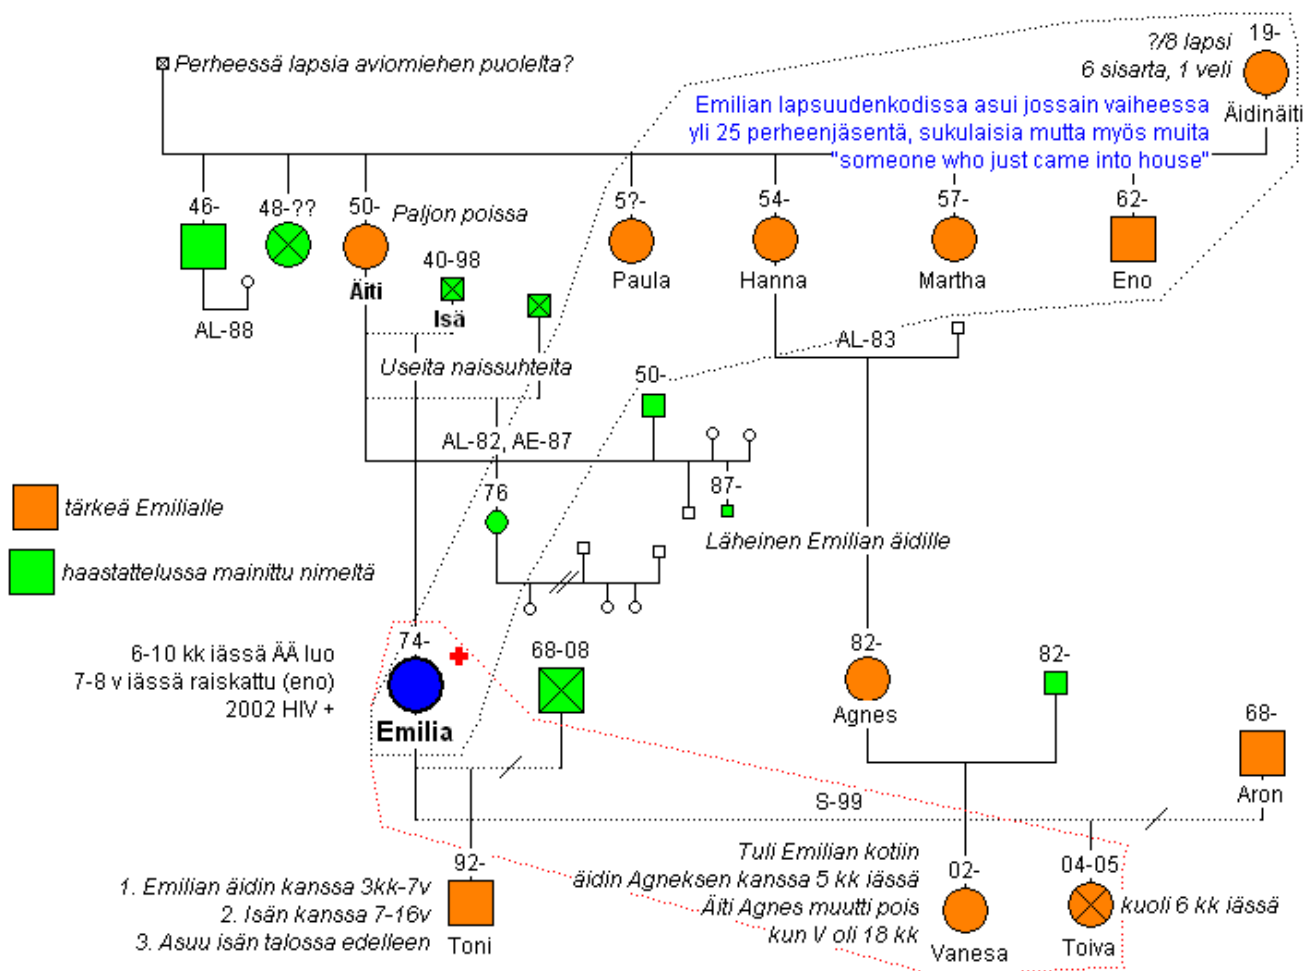 19-
?/8 lapsi
6 sisarta, 1 veli
Äidinäiti
Perheessä lapsia aviomiehen puolelta?
Emilian lapsuudenkodissa asui jossain vaiheessa
yli 25 perheenjäsentä, sukulaisia mutta myös muita
"someone who just came into house"
46-
48-??
50-
Paljon poissa
5?-
54-
57-
62-
40-98
Äiti
Isä
Paula
Hanna
Martha
Eno
AL-88
AL-83
Useita naissuhteita
50-
AL-82, AE-87
76
87-
Läheinen Emilian äidille
tärkeä Emilialle
haastattelussa mainittu nimeltä
6-10 kk iässä ÄÄ luo
7-8 v iässä raiskattu (eno)
2002 HIV +
74-
Emilia
68-08
82-
Agnes
82-
68-
Aron
S-99
92-
1. Emilian äidin kanssa 3kk-7v
2. Isän kanssa 7-16v
3. Asuu isän talossa edelleen
Toni
Tuli Emilian kotiin
äidin Agneksen kanssa 5 kk iässä
Äiti Agnes muutti pois
kun V oli 18 kk
02-
Vanesa
04-05
kuoli 6 kk iässä
Toiva